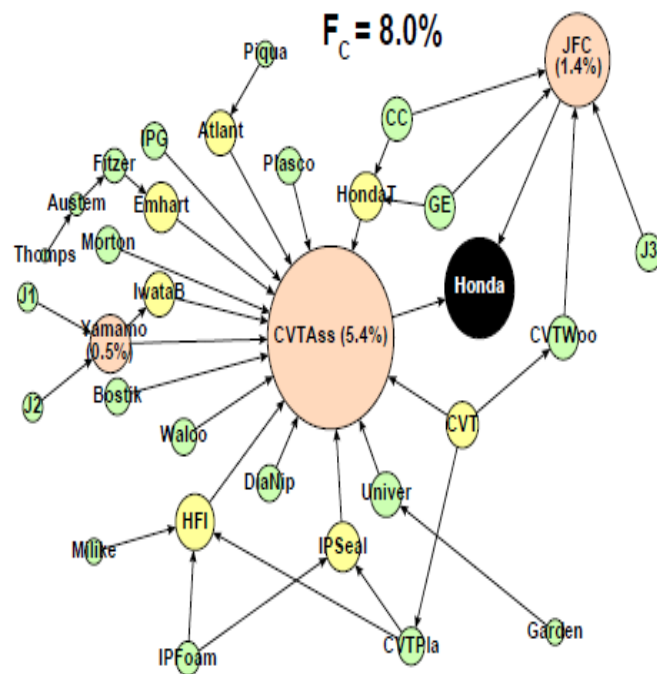 F_C = 8.0%
JFC
(1.4%)
Piqua
CC
Atlant
IPG
Plasco
Fitzer
HondaT
GE
Austem
Emhart
Thomps
Morton
J3
Honda
J1
IwataB
Yamamo
(0.5%)
CVTAss (5.4%)
CVTWoo
J2
Bostik
CVT
Waloo
DiaNip
Univer
HFI
IPSeal
Milike
Garden
IPFoam
CVTPla